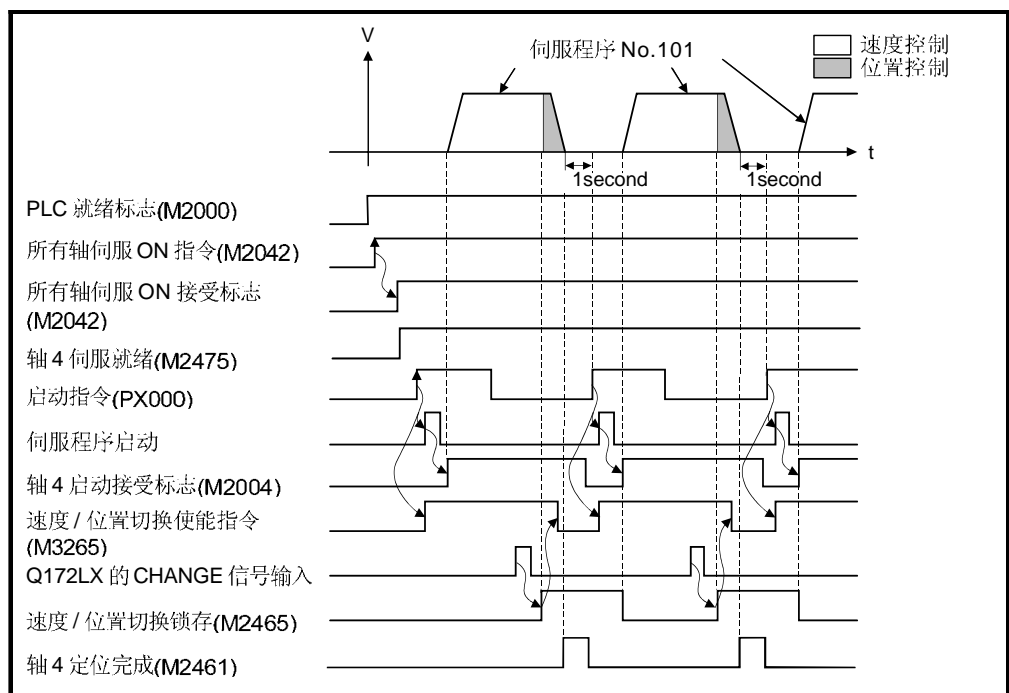 V
伺服程序 No.101
速度控制
位置控制
t
1second
1second
PLC 就绪标志(M2000)
所有轴伺服 ON 指令(M2042)
所有轴伺服 ON 接受标志
(M2042)
轴 4 伺服就绪(M2475)
启动指令(PX000)
伺服程序启动
轴 4 启动接受标志(M2004)
速度 / 位置切换使能指令
(M3265)
Q172LX 的 CHANGE 信号输入
速度 / 位置切换锁存(M2465)
轴 4 定位完成(M2461)